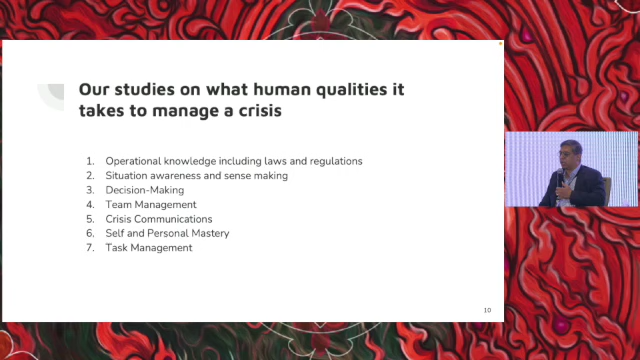 Our studies on what human qualities it
takes to manage a crisis
1. Operational knowledge including laws and regulations
2. Situation awareness and sense making
3. Decision-Making
4. Team Management
5. Crisis Communications
6. Self and Personal Mastery
7. Task Management
10